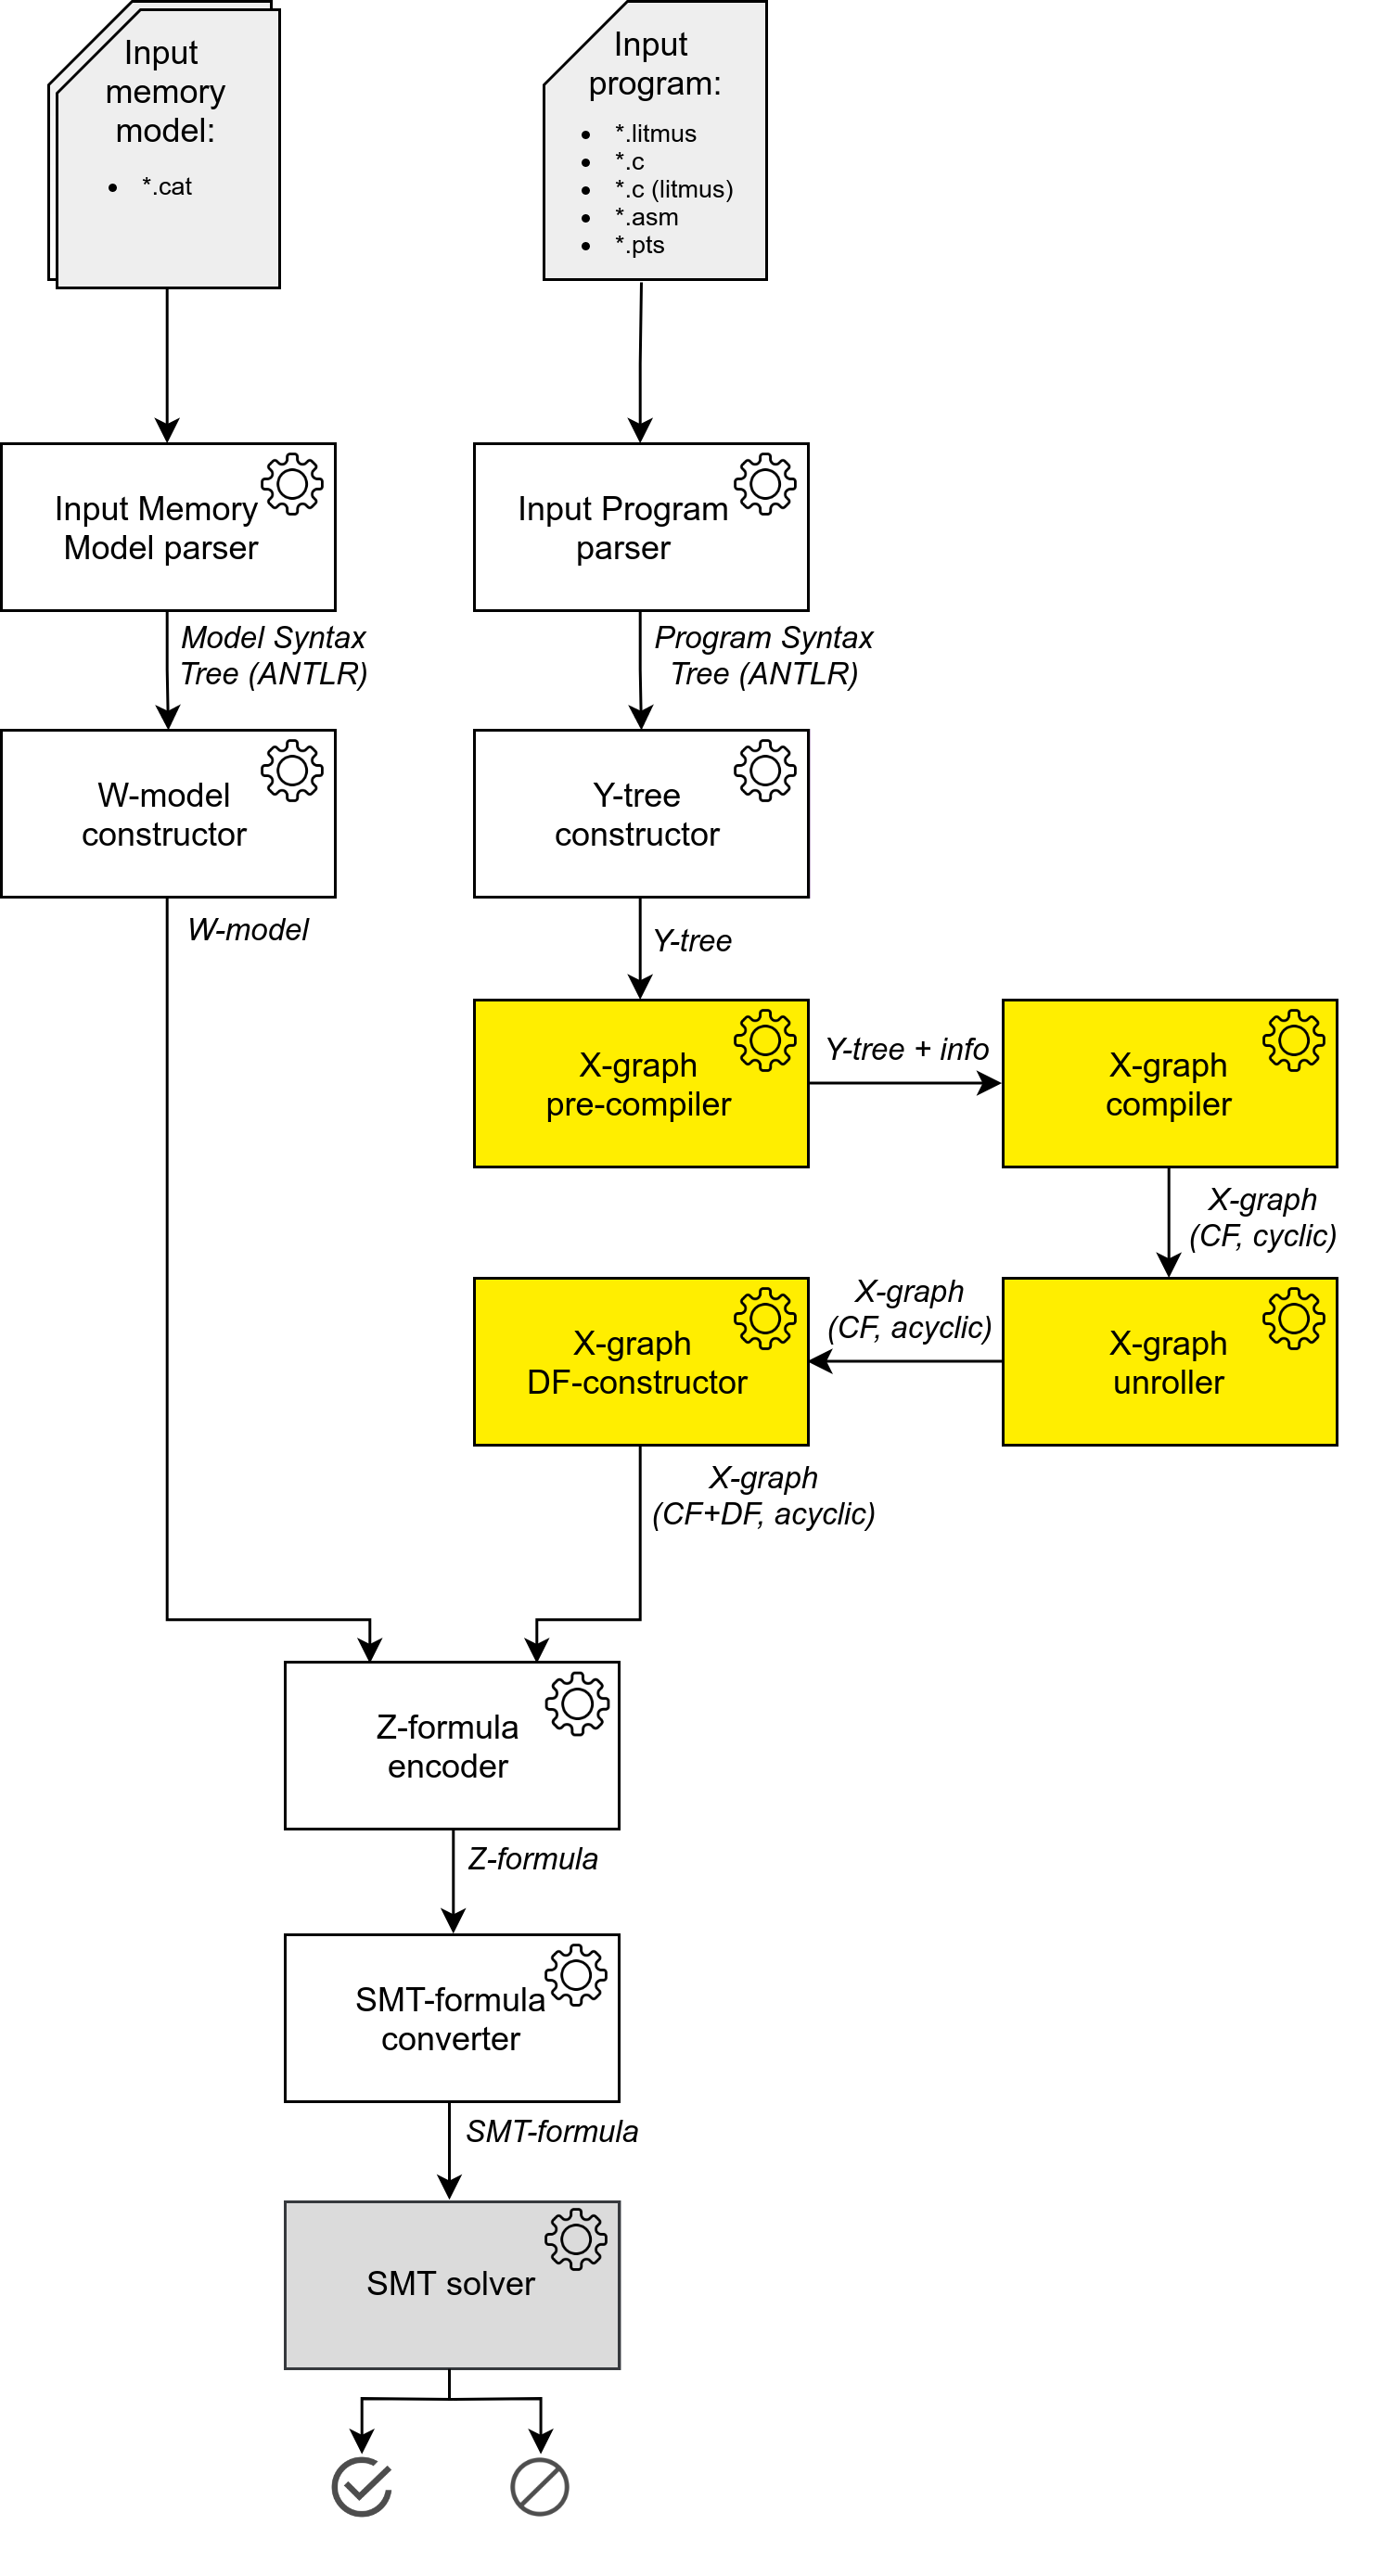 Input
memory
model:
• *.cat
Input
program:
• *.litmus
• *.c
• *.c (litmus)
• *.asm
• *.pts
Input Memory
Model parser
Input Program
parser
Model Syntax
Tree (ANTLR)
Program Syntax
Tree (ANTLR)
W-model
constructor
Y-tree
constructor
W-model
Y-tree
X-graph
pre-compiler
Y-tree + info
X-graph
compiler
X-graph
(CF, cyclic)
X-graph
DF-constructor
X-graph
(CF, acyclic)
X-graph
unroller
X-graph
(CF+DF, acyclic)
Z-formula
encoder
Z-formula
SMT-formula
converter
SMT-formula
SMT solver